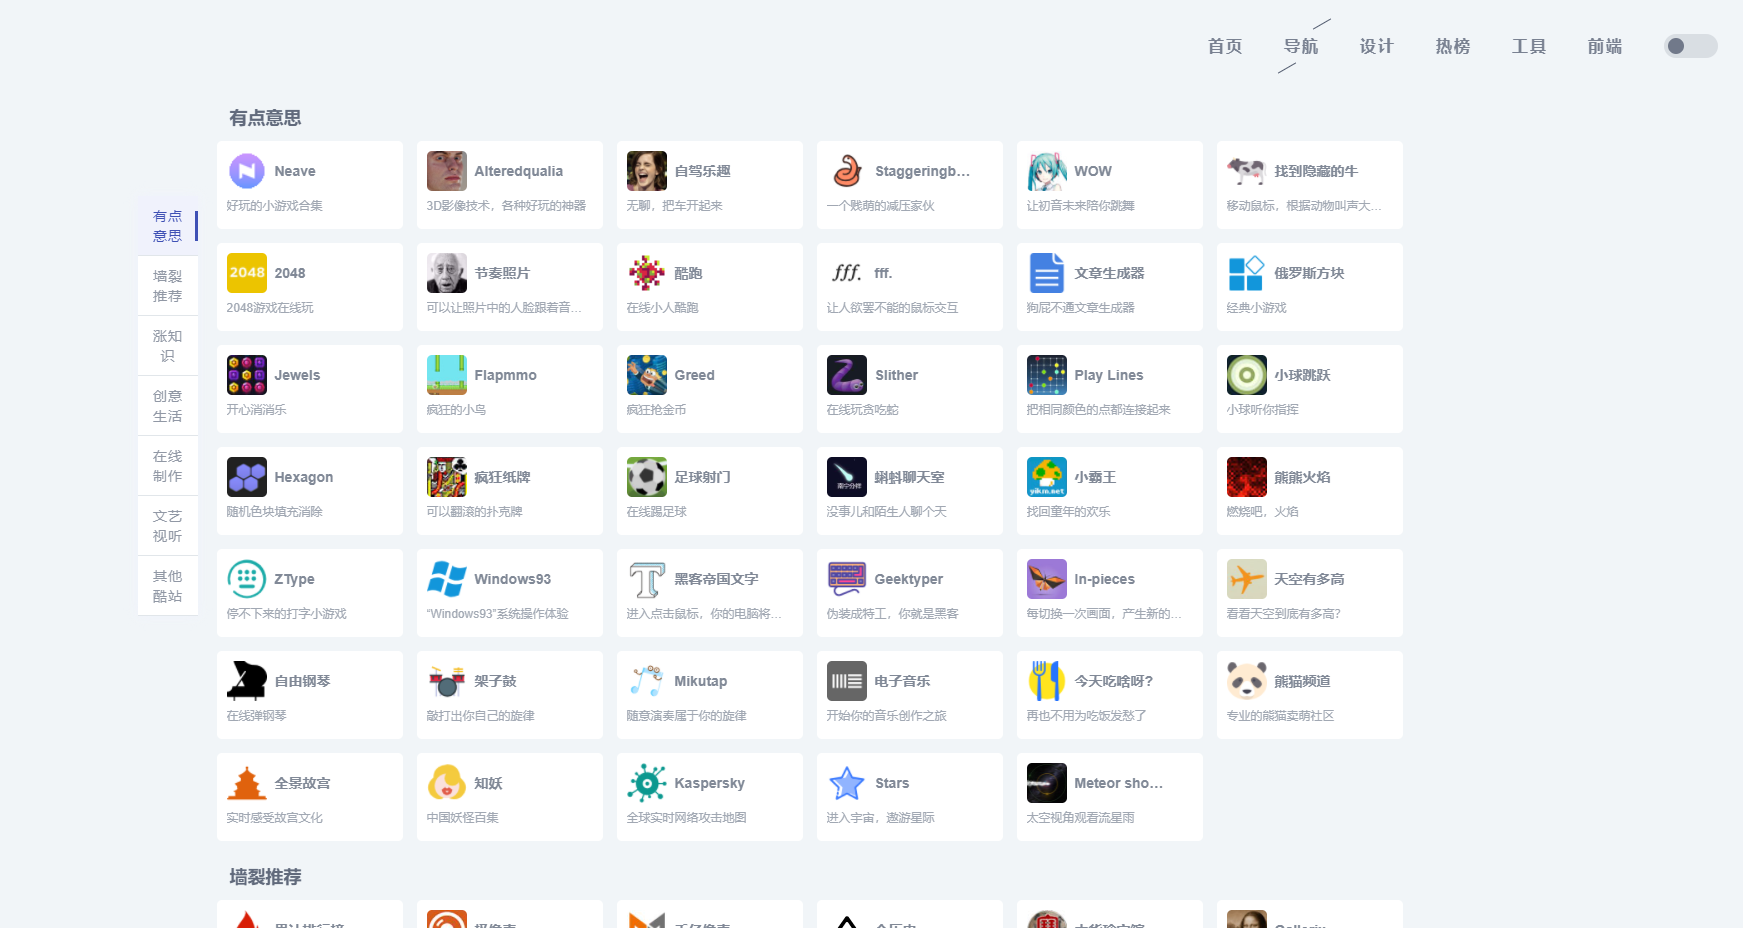 首页 导航 设计 热榜 工具 前端
有点意思
Neave Alteredqualia 自驾乐趣 Staggeringb... WOW 找到隐藏的牛
好玩的小游戏合集 3D影像技术，各种好玩的神器 无聊，把车开起来 一个贱萌的减压家伙 让初音未来陪你跳舞 移动鼠标，根据动物叫声大...
有点
意思
墙裂
推荐
涨知
识
创意
生活
在线
制作
文艺
视听
其他
酷站
2048 2048 节奏照片 酷跑 fff. fff. 文章生成器 俄罗斯方块
2048游戏在线玩 可以让照片中的人脸跟着音... 在线小人酷跑 让人欲罢不能的鼠标交互 狗屁不通文章生成器 经典小游戏
Jewels Flapmmo Greed Slither Play Lines 小球跳跃
开心消消乐 疯狂的小鸟 疯狂抢金币 在线玩贪吃蛇 把相同颜色的点都连接起来 小球听你指挥
Hexagon 疯狂纸牌 足球射门 蝌蚪聊天室 yikm.net 小霸王 熊熊火焰
随机色块填充消除 可以翻滚的扑克牌 在线踢足球 没事儿和陌生人聊个天 找回童年的欢乐 燃烧吧，火焰
ZType Windows93 黑客帝国文字 Geektyper In-pieces 天空有多高
停不下来的打字小游戏 “Windows93”系统操作体验 进入点击鼠标，你的电脑将... 伪装成特工，你就是黑客 每切换一次画面，产生新的... 看看天空到底有多高？
自由钢琴 架子鼓 Mikutap 电子音乐 今天吃啥呀? 熊猫频道
在线弹钢琴 敲打出你自己的旋律 随意演奏属于你的旋律 开始你的音乐创作之旅 再也不用为吃饭发愁了 专业的熊猫卖萌社区
全景故宫 知妖 Kaspersky Stars Meteor sho...
实时感受故宫文化 中国妖怪百集 全球实时网络攻击地图 进入宇宙，遨游星际 太空视角观看流星雨
墙裂推荐